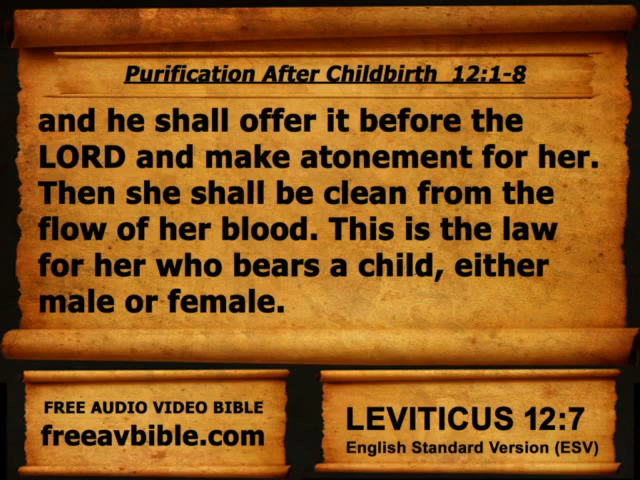 Purification After Childbirth 12:1-8
and he shall offer it before the
LORD and make atonement for her.
Then she shall be clean from the
flow of her blood. This is the law
for her who bears a child, either
male or female.
FREE AUDIO VIDEO BIBLE
freeavbible.com
LEVITICUS 12:7
English Standard Version (ESV)